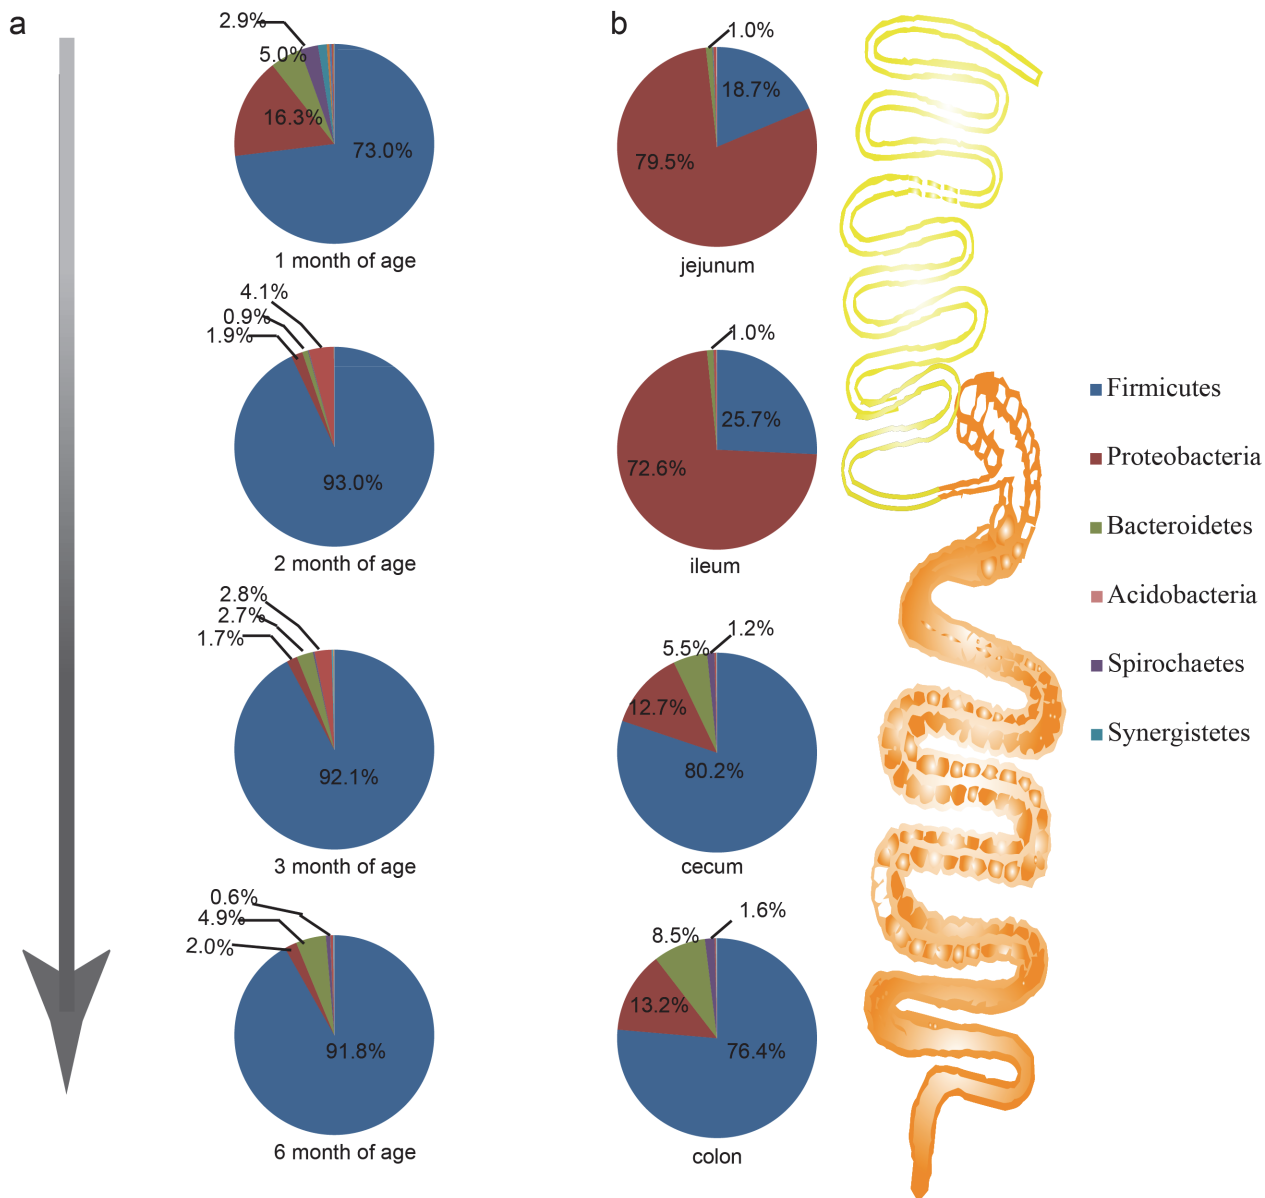 a
2.9%
5.0%
16.3%
73.0%
1 month of age
4.1%
0.9%
1.9%
93.0%
2 month of age
2.8%
2.7%
1.7%
92.1%
3 month of age
0.6%
4.9%
2.0%
91.8%
6 month of age
b
1.0%
18.7%
79.5%
jejunum
1.0%
25.7%
72.6%
ileum
1.2%
5.5%
12.7%
80.2%
cecum
1.6%
8.5%
13.2%
76.4%
colon
Firmicutes
Proteobacteria
Bacteroidetes
Acidobacteria
Spirochaetes
Synergistetes